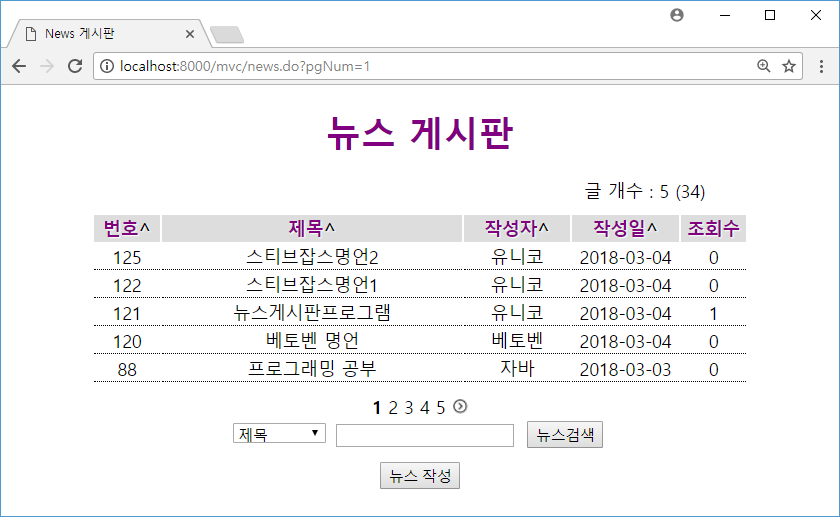 News 게시판
localhost:8000/mvc/news.do?pgNum=1
뉴스 게시판
글 개수 : 5 (34)
번호^ 제목^ 작성자^ 작성일^ 조회수
125 스티브잡스명언2 유니코 2018-03-04 0
122 스티브잡스명언1 유니코 2018-03-04 0
121 뉴스게시판프로그램 유니코 2018-03-04 1
120 베토벤 명언 베토벤 2018-03-04 0
88 프로그래밍 공부 자바 2018-03-03 0
1 2 3 4 5
제목 뉴스검색
뉴스 작성